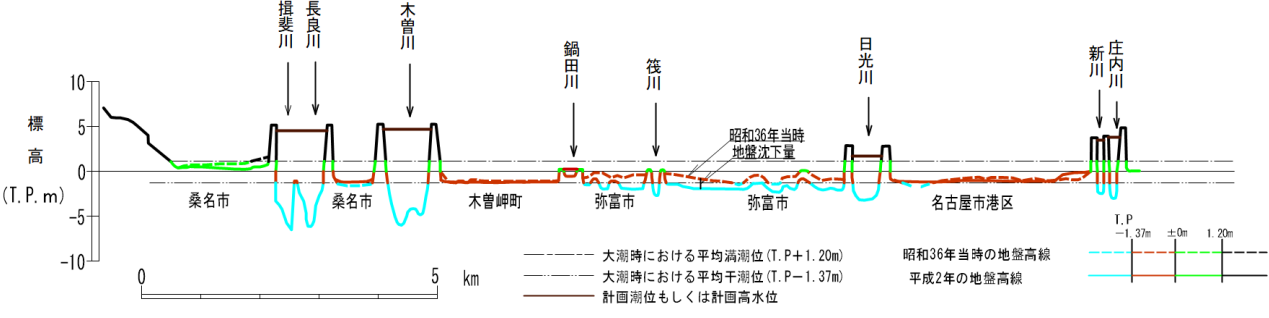 揖斐川
長良川
木曽川
鍋田川
筏川
日光川
新川
庄内川
10
5
0
-5
-10
標高
(T.P.m)
昭和36年当時
地盤沈下量
桑名市
桑名市
木曽岬町
弥富市
弥富市
名古屋市港区
0
5
km
大潮時における平均満潮位(T.P+1.20m)
大潮時における平均干潮位(T.P-1.37m)
計画潮位もしくは計画高水位
T.P
-1.37m
±0m
1.20m
昭和36年当時の地盤高線
平成2年の地盤高線